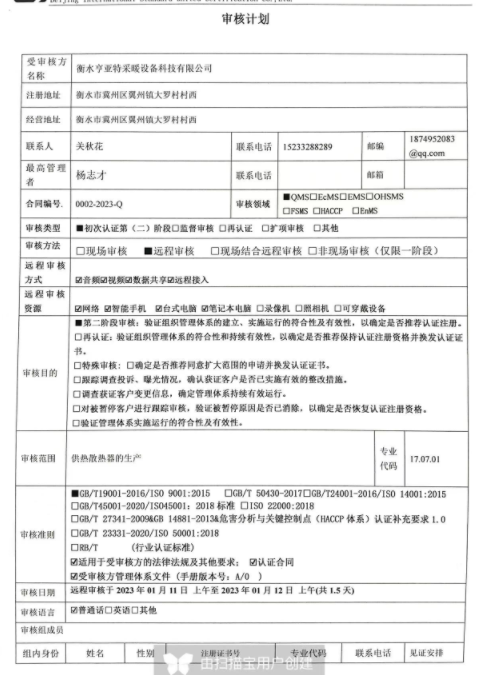 Beijing International Standard United Certification Co., Ltd.
审核计划
受审核方名称 衡水亨亚特采暖设备科技有限公司
注册地址 衡水市冀州区冀州镇大罗村村西
经营地址 衡水市冀州区冀州镇大罗村村西
联系人 关秋花 联系电话 15233288289 邮编 1874952083@qq.com
最高管理者 杨志才 联系电话 邮箱
合同编号. 0002-2023-Q 审核领域 ■QMS□EcMS□EMS□OHSMS
□FSMS □HACCP □EnMS
审核类型 ■初次认证第（二）阶段□监督审核 □再认证 □扩项审核 □其他
审核方法 □现场审核 ■远程审核 □现场结合远程审核 □非现场审核（仅限一阶段）
远程审核方式 ☑音频☑视频☑数据共享☑远程接入
远程审核资源 ☑网络 ☑智能手机 ☑台式电脑 ☑笔记本电脑 □录像机 □照相机 □可穿戴设备
审核目的 ■第二阶段审核：验证组织管理体系的建立、实施运行的符合性及有效性，以确定是否推荐认证注册。
□再认证：验证组织管理体系的符合性和持续有效性，以确定是否推荐保持认证注册资格并换发认证证书。
□特殊审核：□确定是否推荐同意扩大范围的申请并换发认证证书。
□跟踪调查投诉、曝光情况，确认获证客户是否已实施有效的整改措施。
□调查获证客户变更信息，确定管理体系持续有效运行。
□对被暂停客户进行跟踪审核，验证被暂停原因是否已消除，以确定是否恢复认证注册资格。
□验证管理体系实施运行的符合性及有效性。
审核范围 供热散热器的生产 专业代码 17.07.01
审核准则 ■GB/T19001-2016/ISO 9001:2015 □GB/T 50430-2017□GB/T24001-2016/ISO 14001:2015
□GB/T45001-2020/ISO45001：2018 标准 □ISO 22000:2018
□GB/T 27341-2009&GB 14881-2013&危害分析与关键控制点（HACCP 体系）认证补充要求 1.0
□GB/T 23331-2020/ISO 50001:2018
□RB/T （行业认证标准）
☑适用于受审核方的法律法规及其他要求；☑认证合同
☑受审核方管理体系文件（手册版本号：A/0 ）
审核日期 远程审核于 2023 年 01 月 11 日 上午至 2023 年 01 月 12 日 上午(共 1.5 天)
审核语言 ☑普通话□英语□其他
审核组成员
组内身份 姓名 性别 注册证书号 专业代码 联系电话 见证安排
由扫描宝用户创建